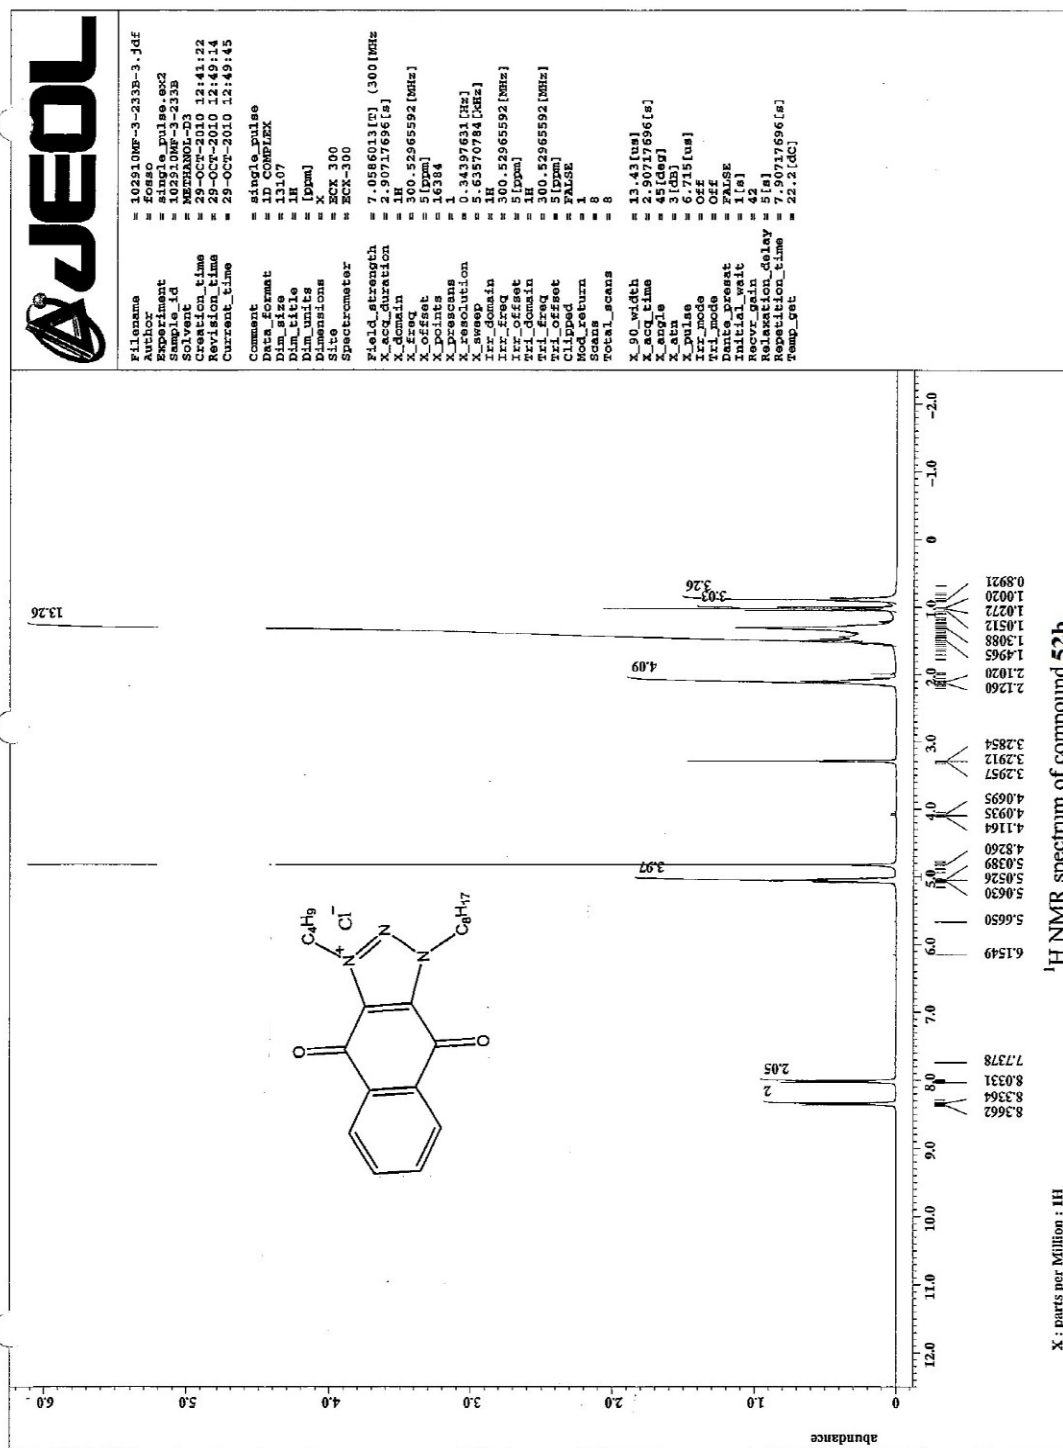 JEOL
Filename = 102910MF-3-233B-3.jdf
Author = fosso
Experiment = single_pulse.ex2
Sample_id = 102910MF-3-233B
Solvent = METHANOL-D3
Creation_time = 29-OCT-2010 12:41:22
Revision_time = 29-OCT-2010 12:49:14
Current_time = 29-OCT-2010 12:49:45
Comment = single_pulse
Data_format = 1D COMPLEX
Dim_size = 13107
Dim_title = 1H
Dim_units = [ppm]
Dimensions = X
Site = ECX 300
Spectrometer = ECX-300
Field_strength = 7.0586013[T] (300[MHz
X_acq_duration = 2.90717696[s]
X_domain = 1H
X_freq = 300.52965592[MHz]
X_offset = 5[ppm]
X_points = 16384
X_prescans = 1
X_resolution = 0.34397631[Hz]
X_sweep = 5.63570784[kHz]
Irr_domain = 1H
Irr_freq = 300.52965592[MHz]
Irr_offset = 5[ppm]
Tri_domain = 1H
Tri_freq = 300.52965592[MHz]
Tri_offset = 5[ppm]
Clipped = FALSE
Mod_return = 1
Scans = 8
Total_scans = 8
X_90_width = 13.43[us]
X_acq_time = 2.90717696[s]
X_angle = 45[deg]
X_atn = 3[dB]
X_pulse = 6.715[us]
Irr_mode = Off
Tri_mode = Off
Dante_presat = FALSE
Initial_wait = 1[s]
Recvr_gain = 42
Relaxation_delay = 5[s]
Repetition_time = 7.90717696[s]
Temp_get = 22.2[dC]
abundance
0 1.0 2.0 3.0 4.0 5.0 6.0
2 2.05 3.97 4.09 13.26 3.03 3.26
O
O
N+
N
N
C4H9
Cl−
C8H17
12.0 11.0 10.0 9.0 8.0 7.0 6.0 5.0 4.0 3.0 2.0 1.0 0 -1.0 -2.0
8.3662 8.3364 8.0331 7.7378 6.1549 5.6650 5.0630 5.0526 5.0389 4.8260 4.1164 4.0935 4.0695 3.2957 3.2912 3.2854 2.1260 2.1020 1.4965 1.3088 1.0512 1.0272 1.0020 0.8921
X : parts per Million : 1H
1H NMR spectrum of compound 52b